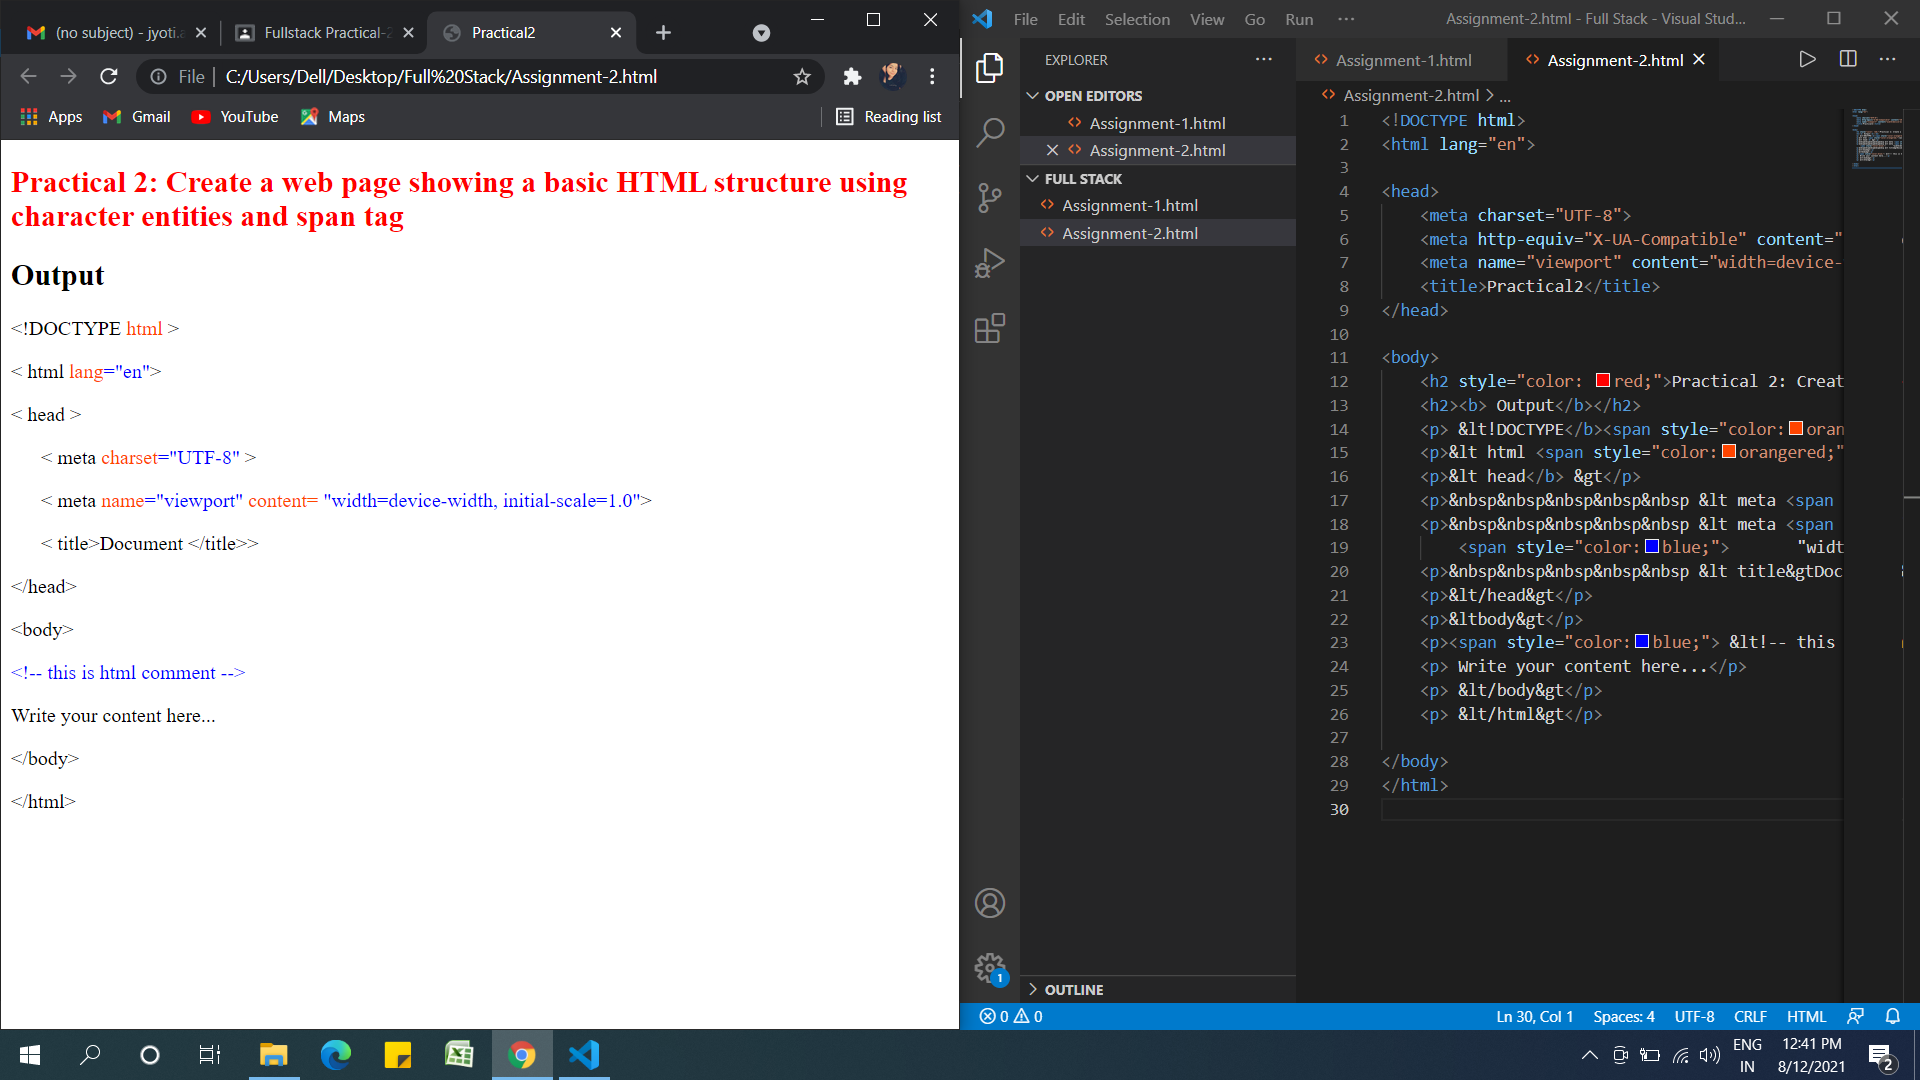 (no subject) - jyoti.a
Fullstack Practical-2
Practical2
File
C:/Users/Dell/Desktop/Full%20Stack/Assignment-2.html
Apps
Gmail
YouTube
Maps
Reading list
Practical 2: Create a web page showing a basic HTML structure using
character entities and span tag
Output
<!DOCTYPE html >
< html lang="en">
< head >
< meta charset="UTF-8" >
< meta name="viewport" content= "width=device-width, initial-scale=1.0">
< title>Document </title>>
</head>
<body>
<!-- this is html comment -->
Write your content here...
</body>
</html>
File Edit Selection View Go Run ···
Assignment-2.html - Full Stack - Visual Stud...
EXPLORER
OPEN EDITORS
Assignment-1.html
Assignment-2.html
FULL STACK
Assignment-1.html
Assignment-2.html
OUTLINE
Assignment-1.html
Assignment-2.html
Assignment-2.html > ...
1 <!DOCTYPE html>
2 <html lang="en">
3
4 <head>
5 <meta charset="UTF-8">
6 <meta http-equiv="X-UA-Compatible" content="
7 <meta name="viewport" content="width=device-
8 <title>Practical2</title>
9 </head>
10
11 <body>
12 <h2 style="color: red;">Practical 2: Creat
13 <h2><b> Output</b></h2>
14 <p> &lt!DOCTYPE</b><span style="color:oran
15 <p>&lt html <span style="color:orangered;"
16 <p>&lt head</b> &gt</p>
17 <p>&nbsp&nbsp&nbsp&nbsp&nbsp &lt meta <span
18 <p>&nbsp&nbsp&nbsp&nbsp&nbsp &lt meta <span
19 <span style="color:blue;"> "widt
20 <p>&nbsp&nbsp&nbsp&nbsp&nbsp &lt title&gtDoc
21 <p>&lt/head&gt</p>
22 <p>&ltbody&gt</p>
23 <p><span style="color:blue;"> &lt!-- this
24 <p> Write your content here...</p>
25 <p> &lt/body&gt</p>
26 <p> &lt/html&gt</p>
27
28 </body>
29 </html>
30
1
0 0
Ln 30, Col 1
Spaces: 4
UTF-8
CRLF
HTML
ENG
IN
12:41 PM
8/12/2021
2